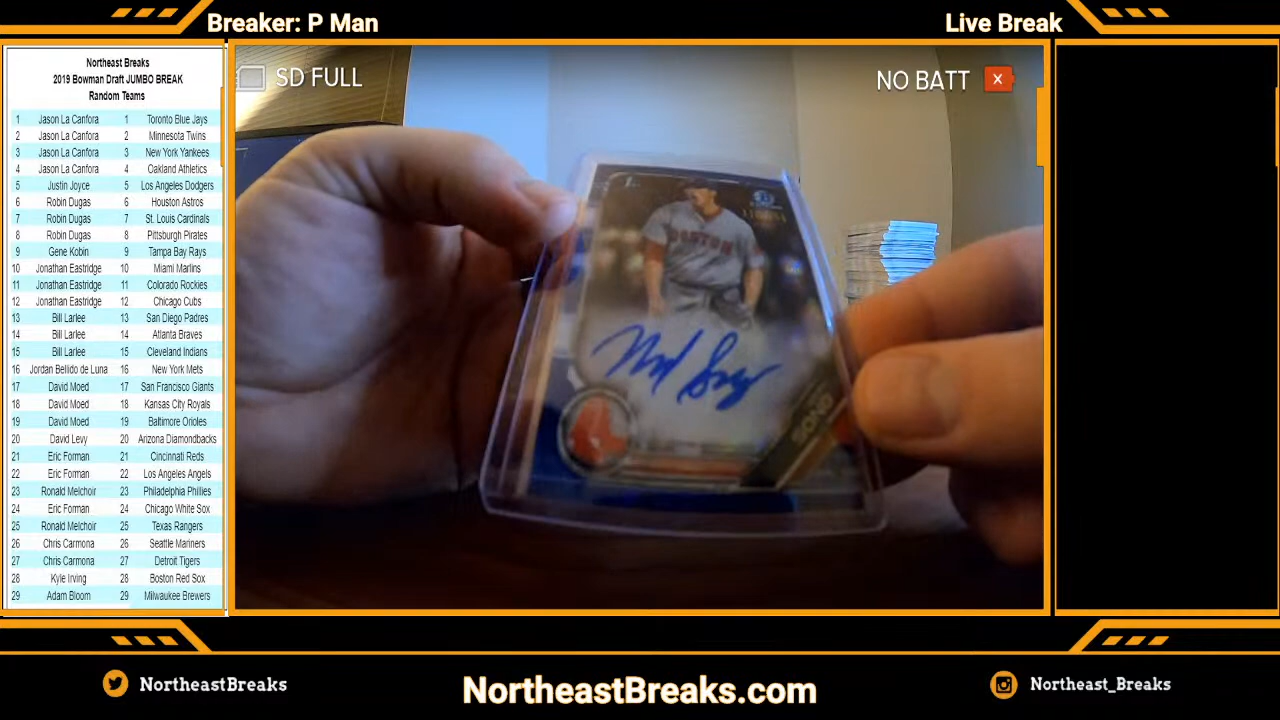 Breaker: P Man
Live Break
Northeast Breaks
2019 Bowman Draft JUMBO BREAK
Random Teams
1 Jason La Canfora 1 Toronto Blue Jays
2 Jason La Canfora 2 Minnesota Twins
3 Jason La Canfora 3 New York Yankees
4 Jason La Canfora 4 Oakland Athletics
5 Justin Joyce 5 Los Angeles Dodgers
6 Robin Dugas 6 Houston Astros
7 Robin Dugas 7 St. Louis Cardinals
8 Robin Dugas 8 Pittsburgh Pirates
9 Gene Kobin 9 Tampa Bay Rays
10 Jonathan Eastridge 10 Miami Marlins
11 Jonathan Eastridge 11 Colorado Rockies
12 Jonathan Eastridge 12 Chicago Cubs
13 Bill Larlee 13 San Diego Padres
14 Bill Larlee 14 Atlanta Braves
15 Bill Larlee 15 Cleveland Indians
16 Jordan Bellido de Luna 16 New York Mets
17 David Moed 17 San Francisco Giants
18 David Moed 18 Kansas City Royals
19 David Moed 19 Baltimore Orioles
20 David Levy 20 Arizona Diamondbacks
21 Eric Forman 21 Cincinnati Reds
22 Eric Forman 22 Los Angeles Angels
23 Ronald Melchoir 23 Philadelphia Phillies
24 Eric Forman 24 Chicago White Sox
25 Ronald Melchoir 25 Texas Rangers
26 Chris Carmona 26 Seattle Mariners
27 Chris Carmona 27 Detroit Tigers
28 Kyle Irving 28 Boston Red Sox
29 Adam Bloom 29 Milwaukee Brewers
SD FULL
NO BATT
1st
BOSTON
SONG
NortheastBreaks
NortheastBreaks.com
Northeast_Breaks